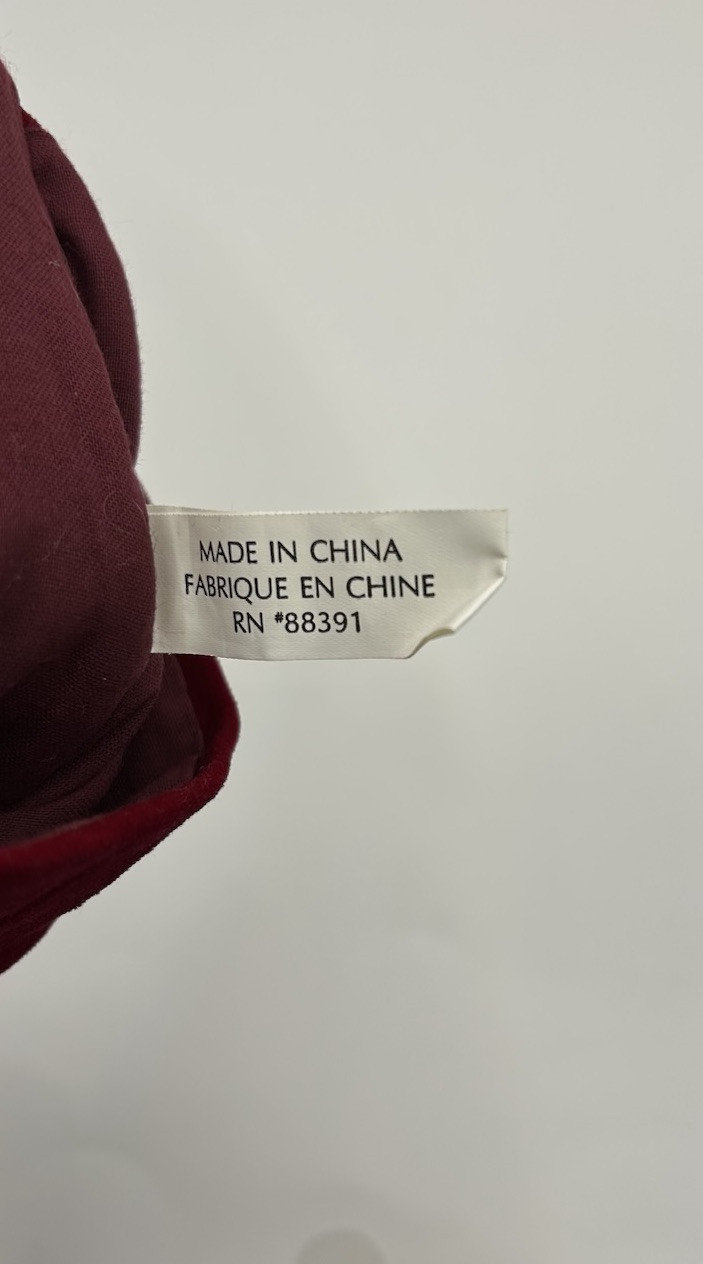 MADE IN CHINA
FABRIQUE EN CHINE
RN #88391